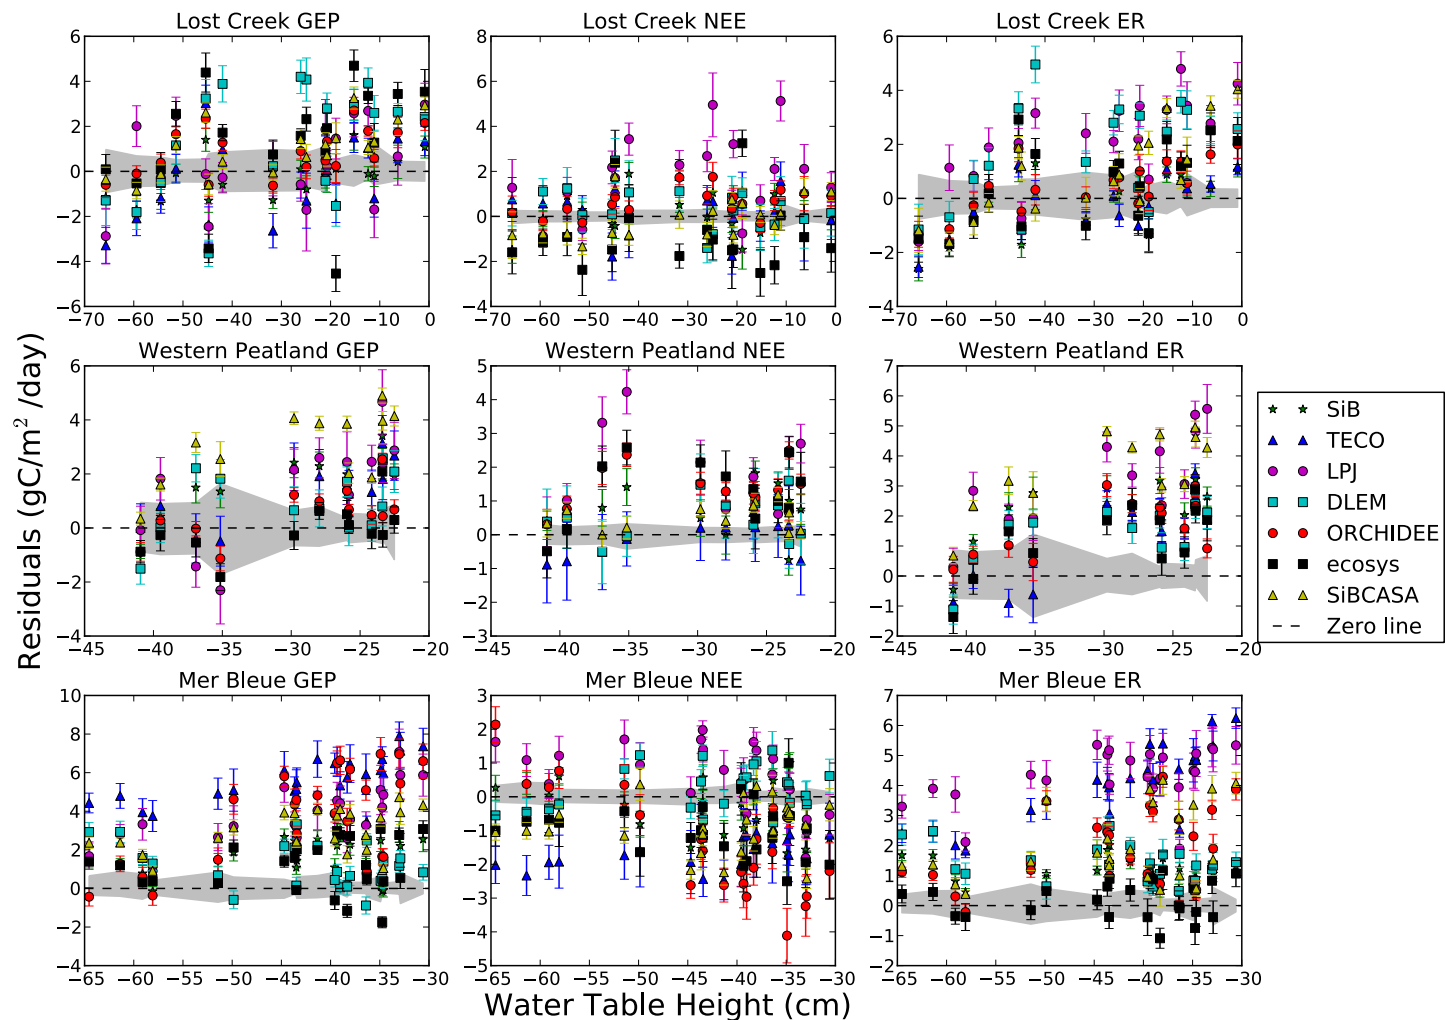 Lost Creek GEP
Lost Creek NEE
Lost Creek ER
6
4
2
0
−2
−4
−6
−70 −60 −50 −40 −30 −20 −10 0
8
6
4
2
0
−2
−4
−70 −60 −50 −40 −30 −20 −10 0
6
4
2
0
−2
−4
−70 −60 −50 −40 −30 −20 −10 0
Western Peatland GEP
Western Peatland NEE
Western Peatland ER
6
4
2
0
−2
−4
−45 −40 −35 −30 −25 −20
5
4
3
2
1
0
−1
−2
−3
−45 −40 −35 −30 −25 −20
7
6
5
4
3
2
1
0
−1
−2
−45 −40 −35 −30 −25 −20
Mer Bleue GEP
Mer Bleue NEE
Mer Bleue ER
10
8
6
4
2
0
−2
−4
−65 −60 −55 −50 −45 −40 −35 −30
3
2
1
0
−1
−2
−3
−4
−5
−65 −60 −55 −50 −45 −40 −35 −30
7
6
5
4
3
2
1
0
−1
−2
−65 −60 −55 −50 −45 −40 −35 −30
Residuals (gC/m² /day)
Water Table Height (cm)
SiB
TECO
LPJ
DLEM
ORCHIDEE
ecosys
SiBCASA
Zero line